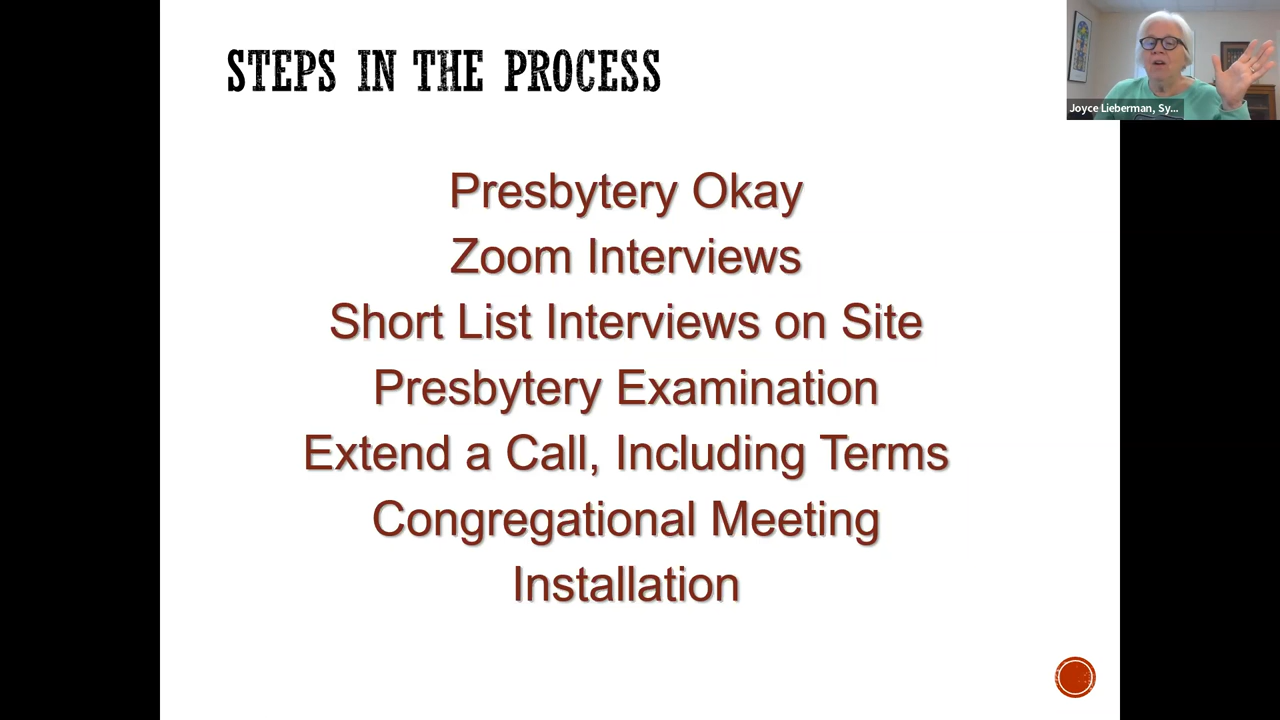 STEPS IN THE PROCESS
Joyce Lieberman, Sy...
Presbytery Okay
Zoom Interviews
Short List Interviews on Site
Presbytery Examination
Extend a Call, Including Terms
Congregational Meeting
Installation